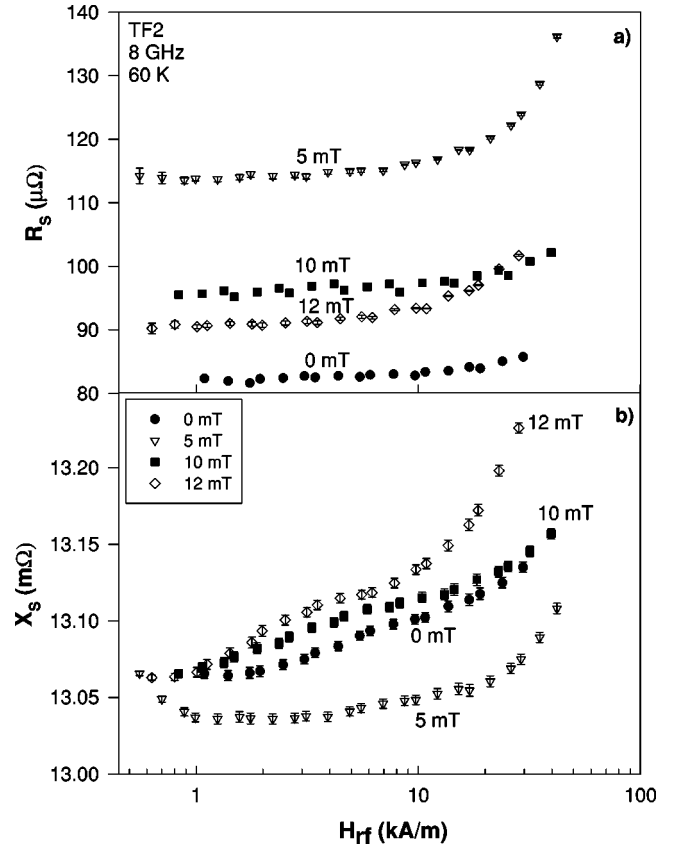 140
TF2
8 GHz
60 K
a)
130
120
5 mT
110
R_s (μΩ)
10 mT
100
12 mT
90
0 mT
80
b)
0 mT
5 mT
10 mT
12 mT
12 mT
13.20
10 mT
13.15
X_s (mΩ)
13.10
0 mT
13.05
5 mT
13.00
1
10
100
H_rf (kA/m)